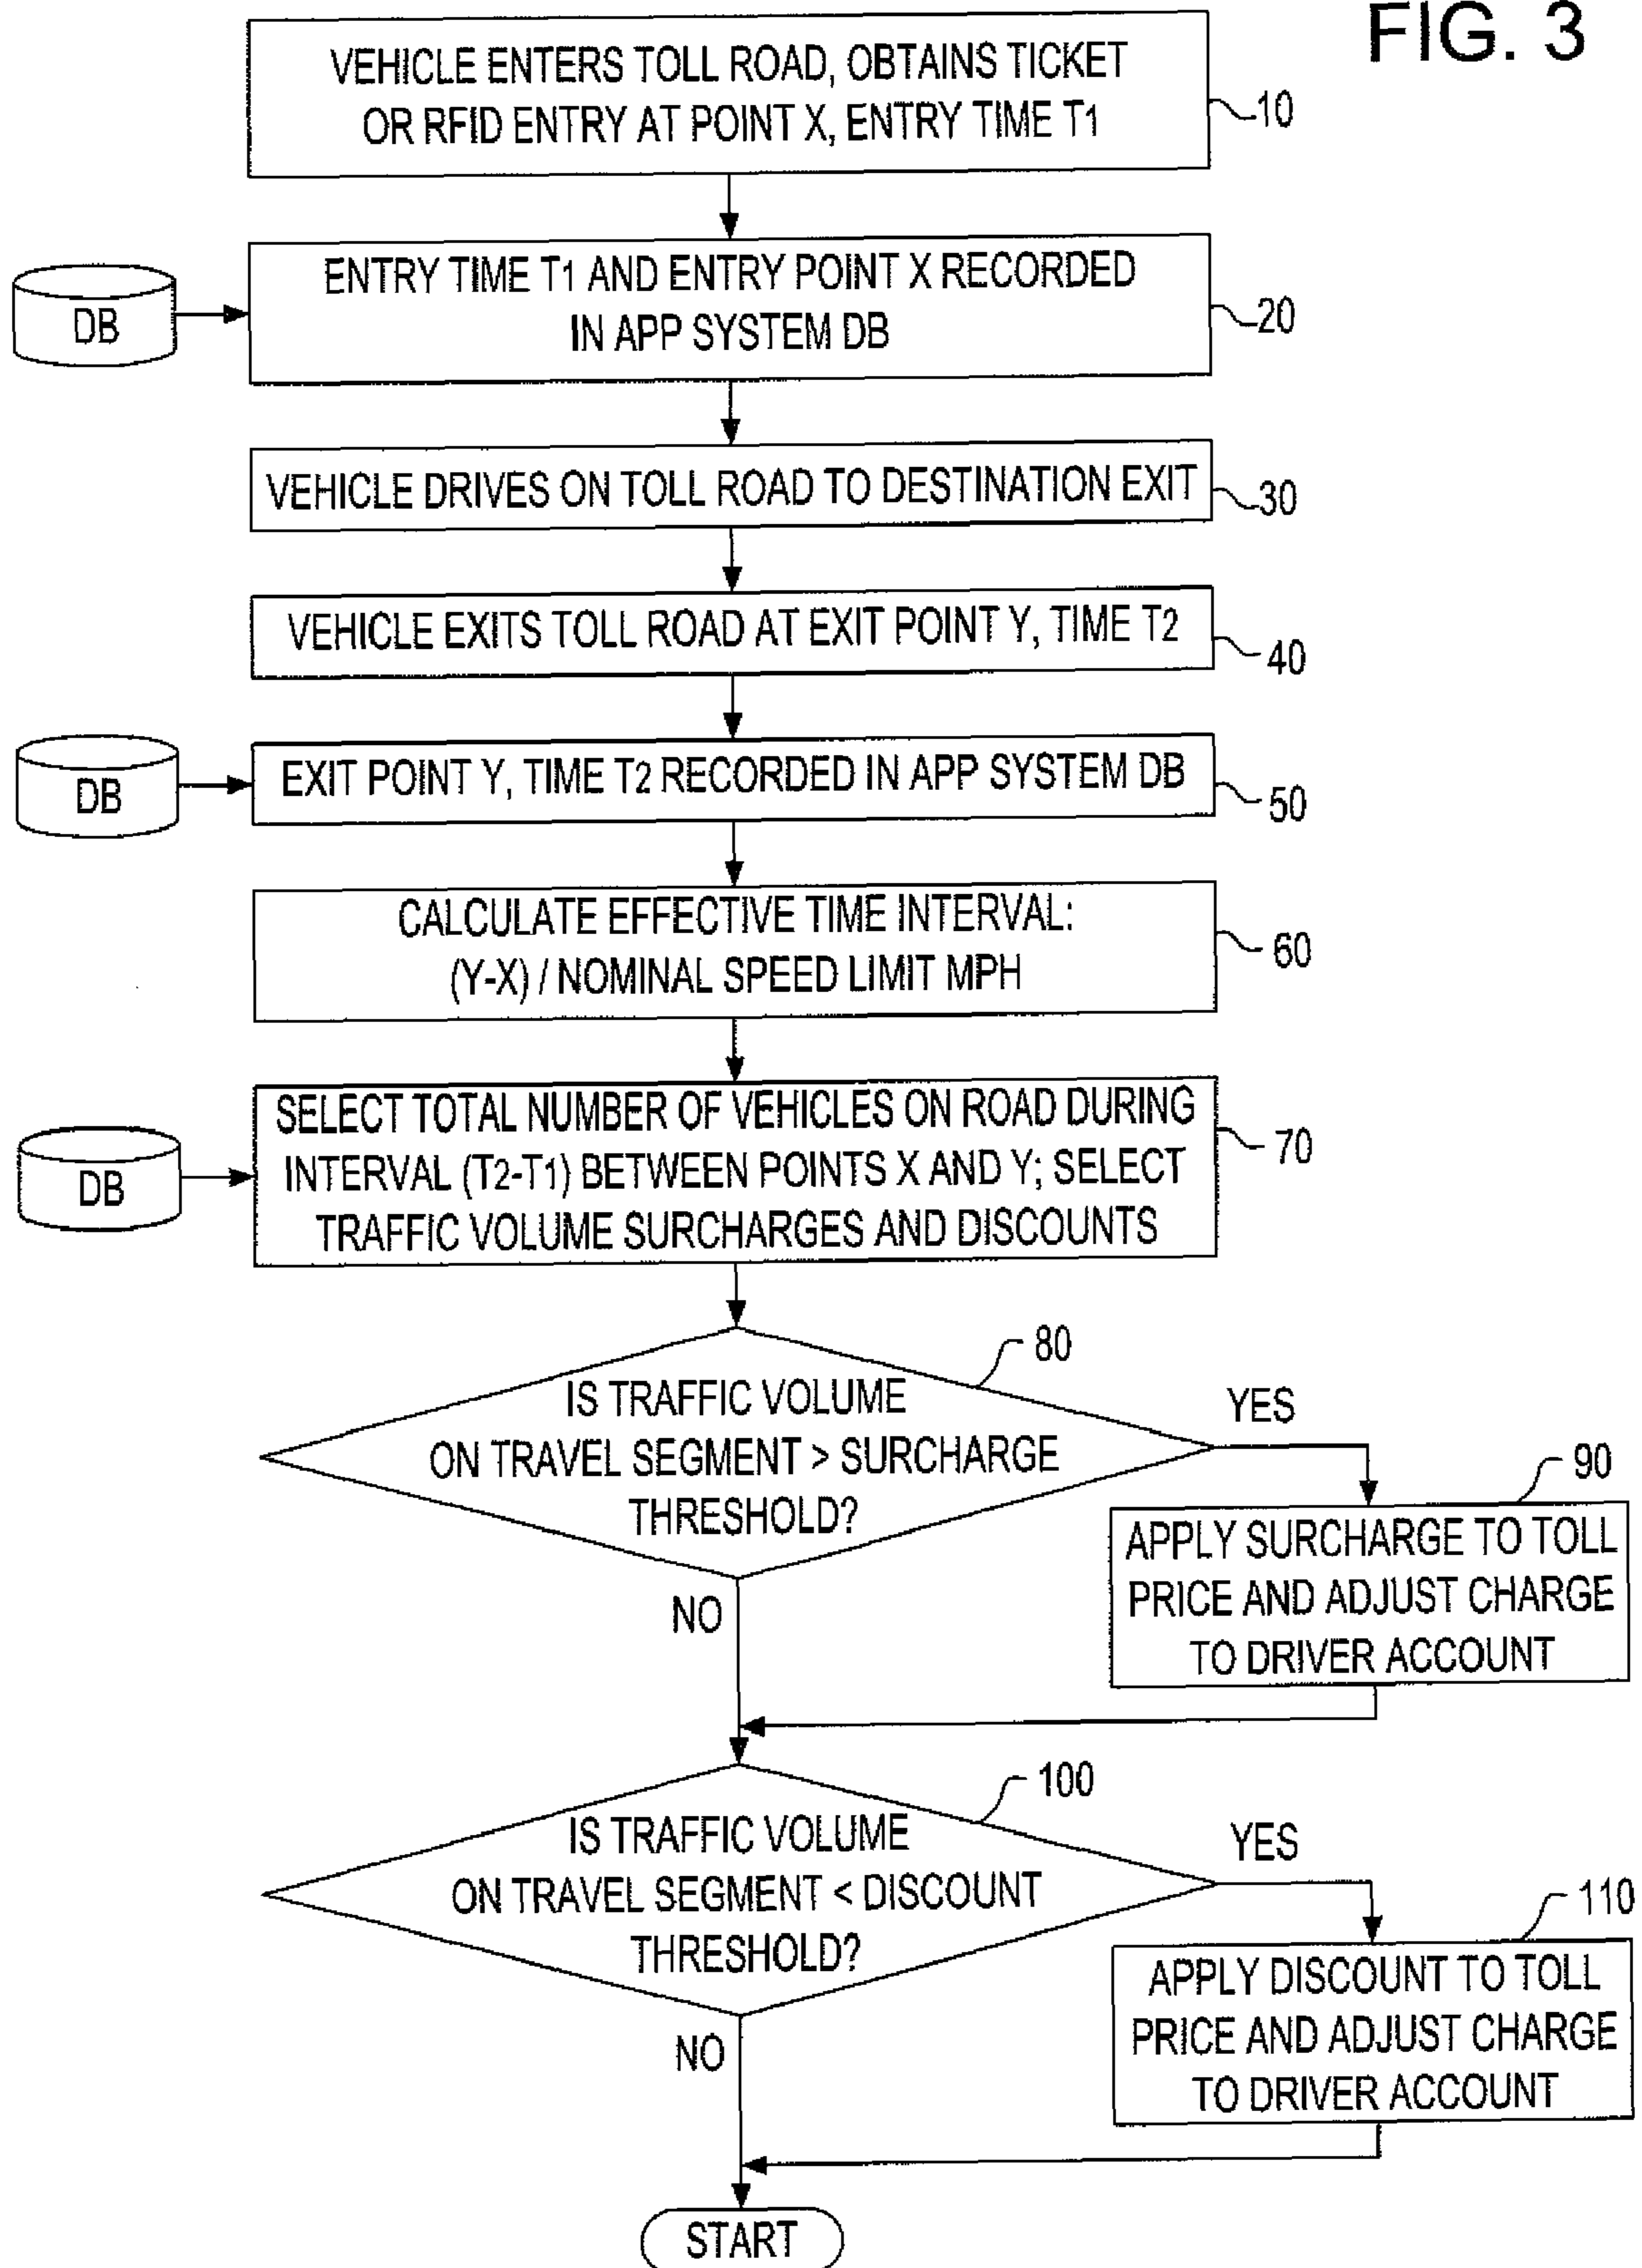 FIG. 3
VEHICLE ENTERS TOLL ROAD, OBTAINS TICKET
OR RFID ENTRY AT POINT X, ENTRY TIME T1
10
DB
ENTRY TIME T1 AND ENTRY POINT X RECORDED
IN APP SYSTEM DB
20
VEHICLE DRIVES ON TOLL ROAD TO DESTINATION EXIT
30
VEHICLE EXITS TOLL ROAD AT EXIT POINT Y, TIME T2
40
DB
EXIT POINT Y, TIME T2 RECORDED IN APP SYSTEM DB
50
CALCULATE EFFECTIVE TIME INTERVAL:
(Y-X) / NOMINAL SPEED LIMIT MPH
60
DB
SELECT TOTAL NUMBER OF VEHICLES ON ROAD DURING
INTERVAL (T2-T1) BETWEEN POINTS X AND Y; SELECT
TRAFFIC VOLUME SURCHARGES AND DISCOUNTS
70
80
IS TRAFFIC VOLUME
ON TRAVEL SEGMENT > SURCHARGE
THRESHOLD?
YES
90
APPLY SURCHARGE TO TOLL
PRICE AND ADJUST CHARGE
TO DRIVER ACCOUNT
NO
100
IS TRAFFIC VOLUME
ON TRAVEL SEGMENT < DISCOUNT
THRESHOLD?
YES
110
APPLY DISCOUNT TO TOLL
PRICE AND ADJUST CHARGE
TO DRIVER ACCOUNT
NO
START